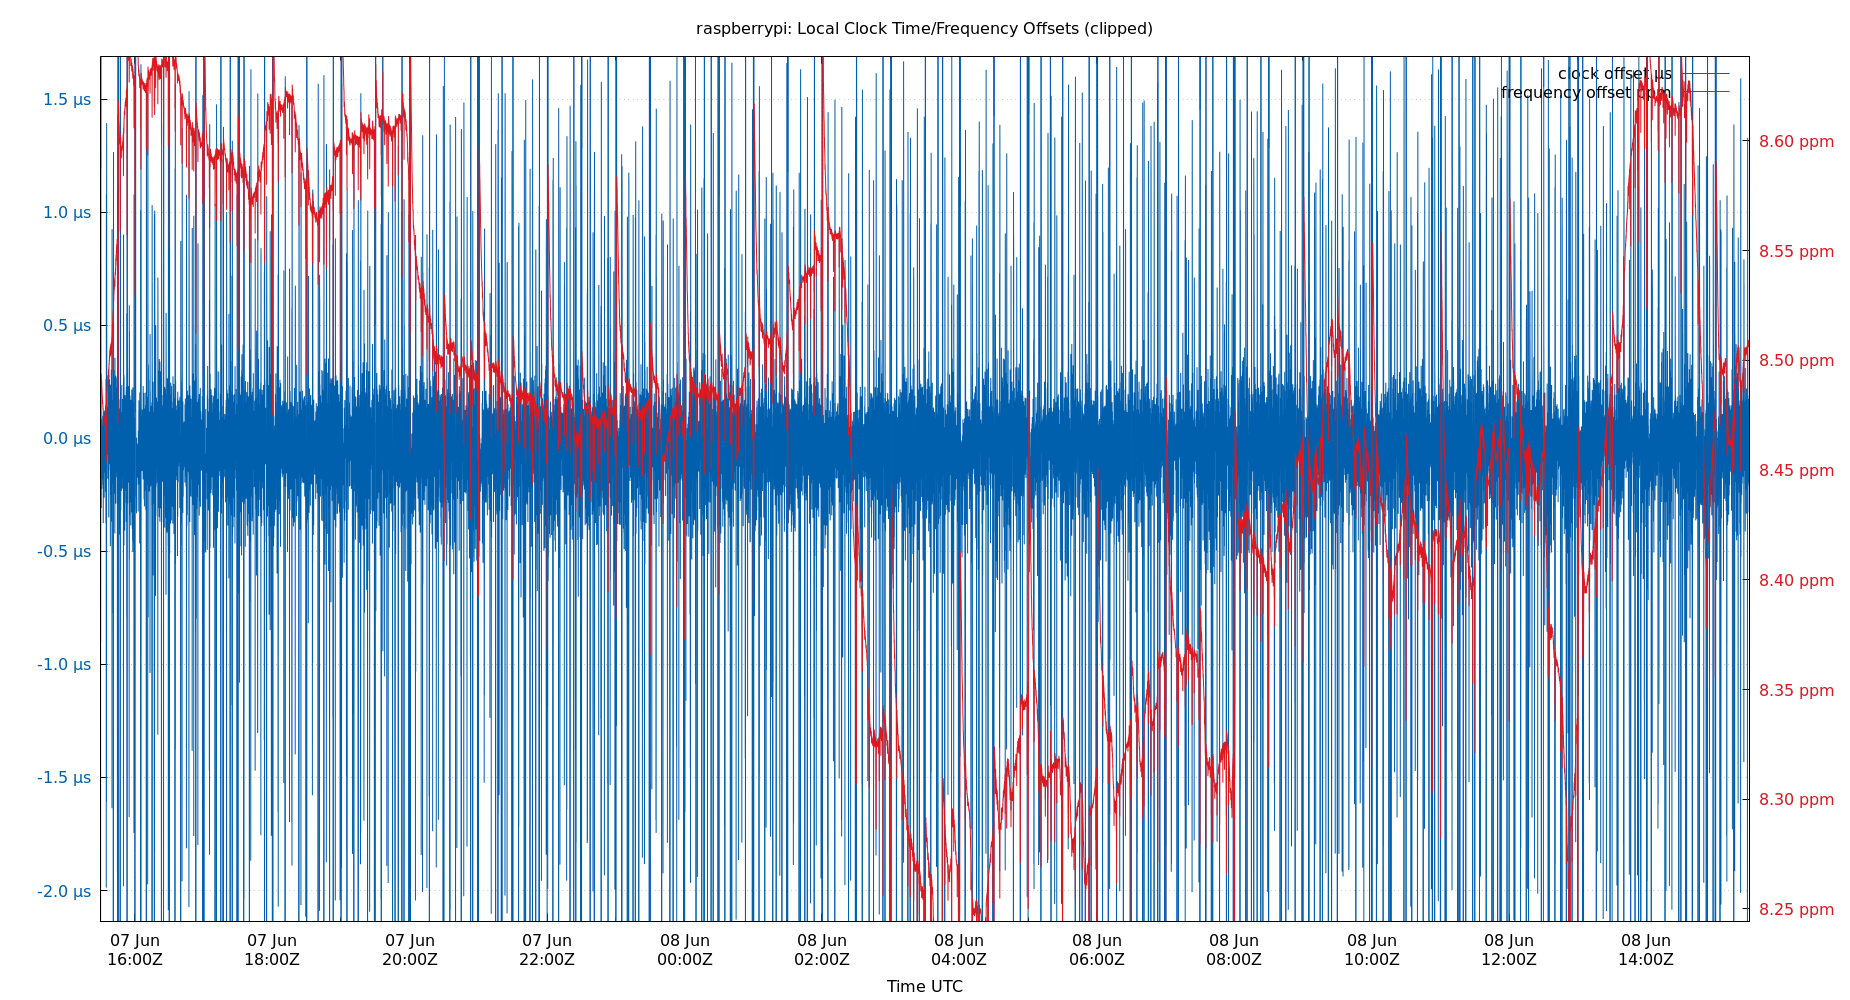 raspberrypi: Local Clock Time/Frequency Offsets (clipped)
clock offset µs
frequency offset ppm
1.5 µs
1.0 µs
0.5 µs
0.0 µs
-0.5 µs
-1.0 µs
-1.5 µs
-2.0 µs
8.60 ppm
8.55 ppm
8.50 ppm
8.45 ppm
8.40 ppm
8.35 ppm
8.30 ppm
8.25 ppm
07 Jun 07 Jun 07 Jun 07 Jun 08 Jun 08 Jun 08 Jun 08 Jun 08 Jun 08 Jun 08 Jun 08 Jun
16:00Z 18:00Z 20:00Z 22:00Z 00:00Z 02:00Z 04:00Z 06:00Z 08:00Z 10:00Z 12:00Z 14:00Z
Time UTC